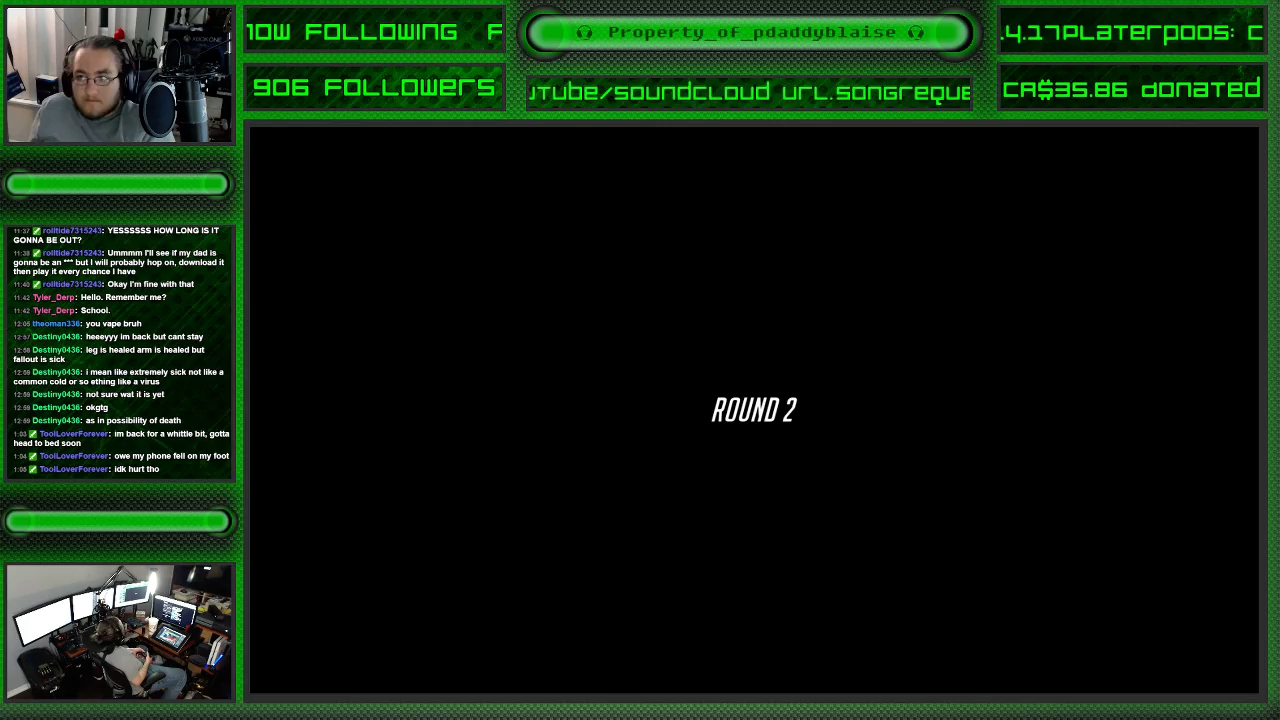 10W FOLLOWING F
Property_of_pdaddyblaise
.4.17PLATERPOOS: C
906 FOLLOWERS
UTUBE/SOUNDCLOUD URL.SONGREQUE
CA$35.86 DONATED
XBOX ONE
11:37 rolltide7315243: YESSSSSS HOW LONG IS IT
GONNA BE OUT?
11:38 rolltide7315243: Ummmm I'll see if my dad is
gonna be an *** but I will probably hop on, download it
then play it every chance I have
11:40 rolltide7315243: Okay I'm fine with that
11:42 Tyler_Derp: Hello. Remember me?
11:42 Tyler_Derp: School.
12:05 theoman336: you vape bruh
12:57 Destiny0436: heeeyyy im back but cant stay
12:58 Destiny0436: leg is healed arm is healed but
fallout is sick
12:59 Destiny0436: i mean like extremely sick not like a
common cold or so ething like a virus
12:59 Destiny0436: not sure wat it is yet
12:59 Destiny0436: okgtg
12:59 Destiny0436: as in possibility of death
1:03 ToolLoverForever: im back for a whittle bit, gotta
head to bed soon
1:04 ToolLoverForever: owe my phone fell on my foot
1:05 ToolLoverForever: idk hurt tho
ROUND 2